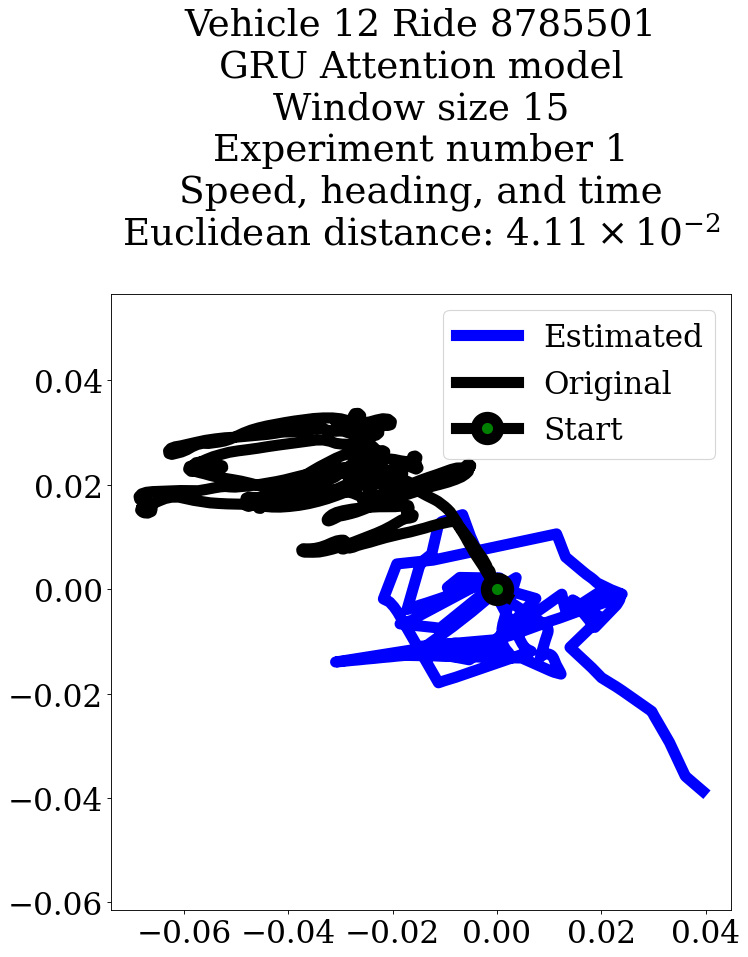 Vehicle 12 Ride 8785501
GRU Attention model
Window size 15
Experiment number 1
Speed, heading, and time
Euclidean distance: 4.11 × 10⁻²
Estimated
Original
Start
0.04
0.02
0.00
−0.02
−0.04
−0.06
−0.06 −0.04 −0.02 0.00 0.02 0.04